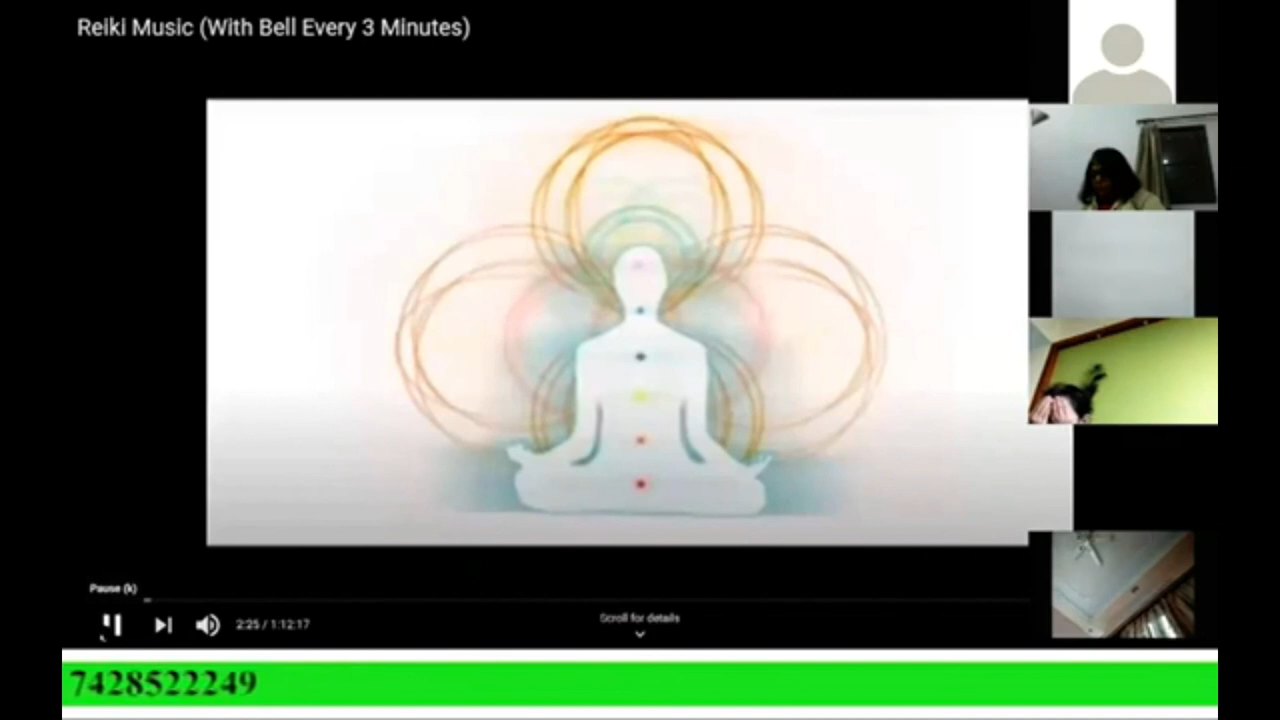 Reiki Music (With Bell Every 3 Minutes)
Pause (k)
2:25 / 1:12:17
Scroll for details
7428522249